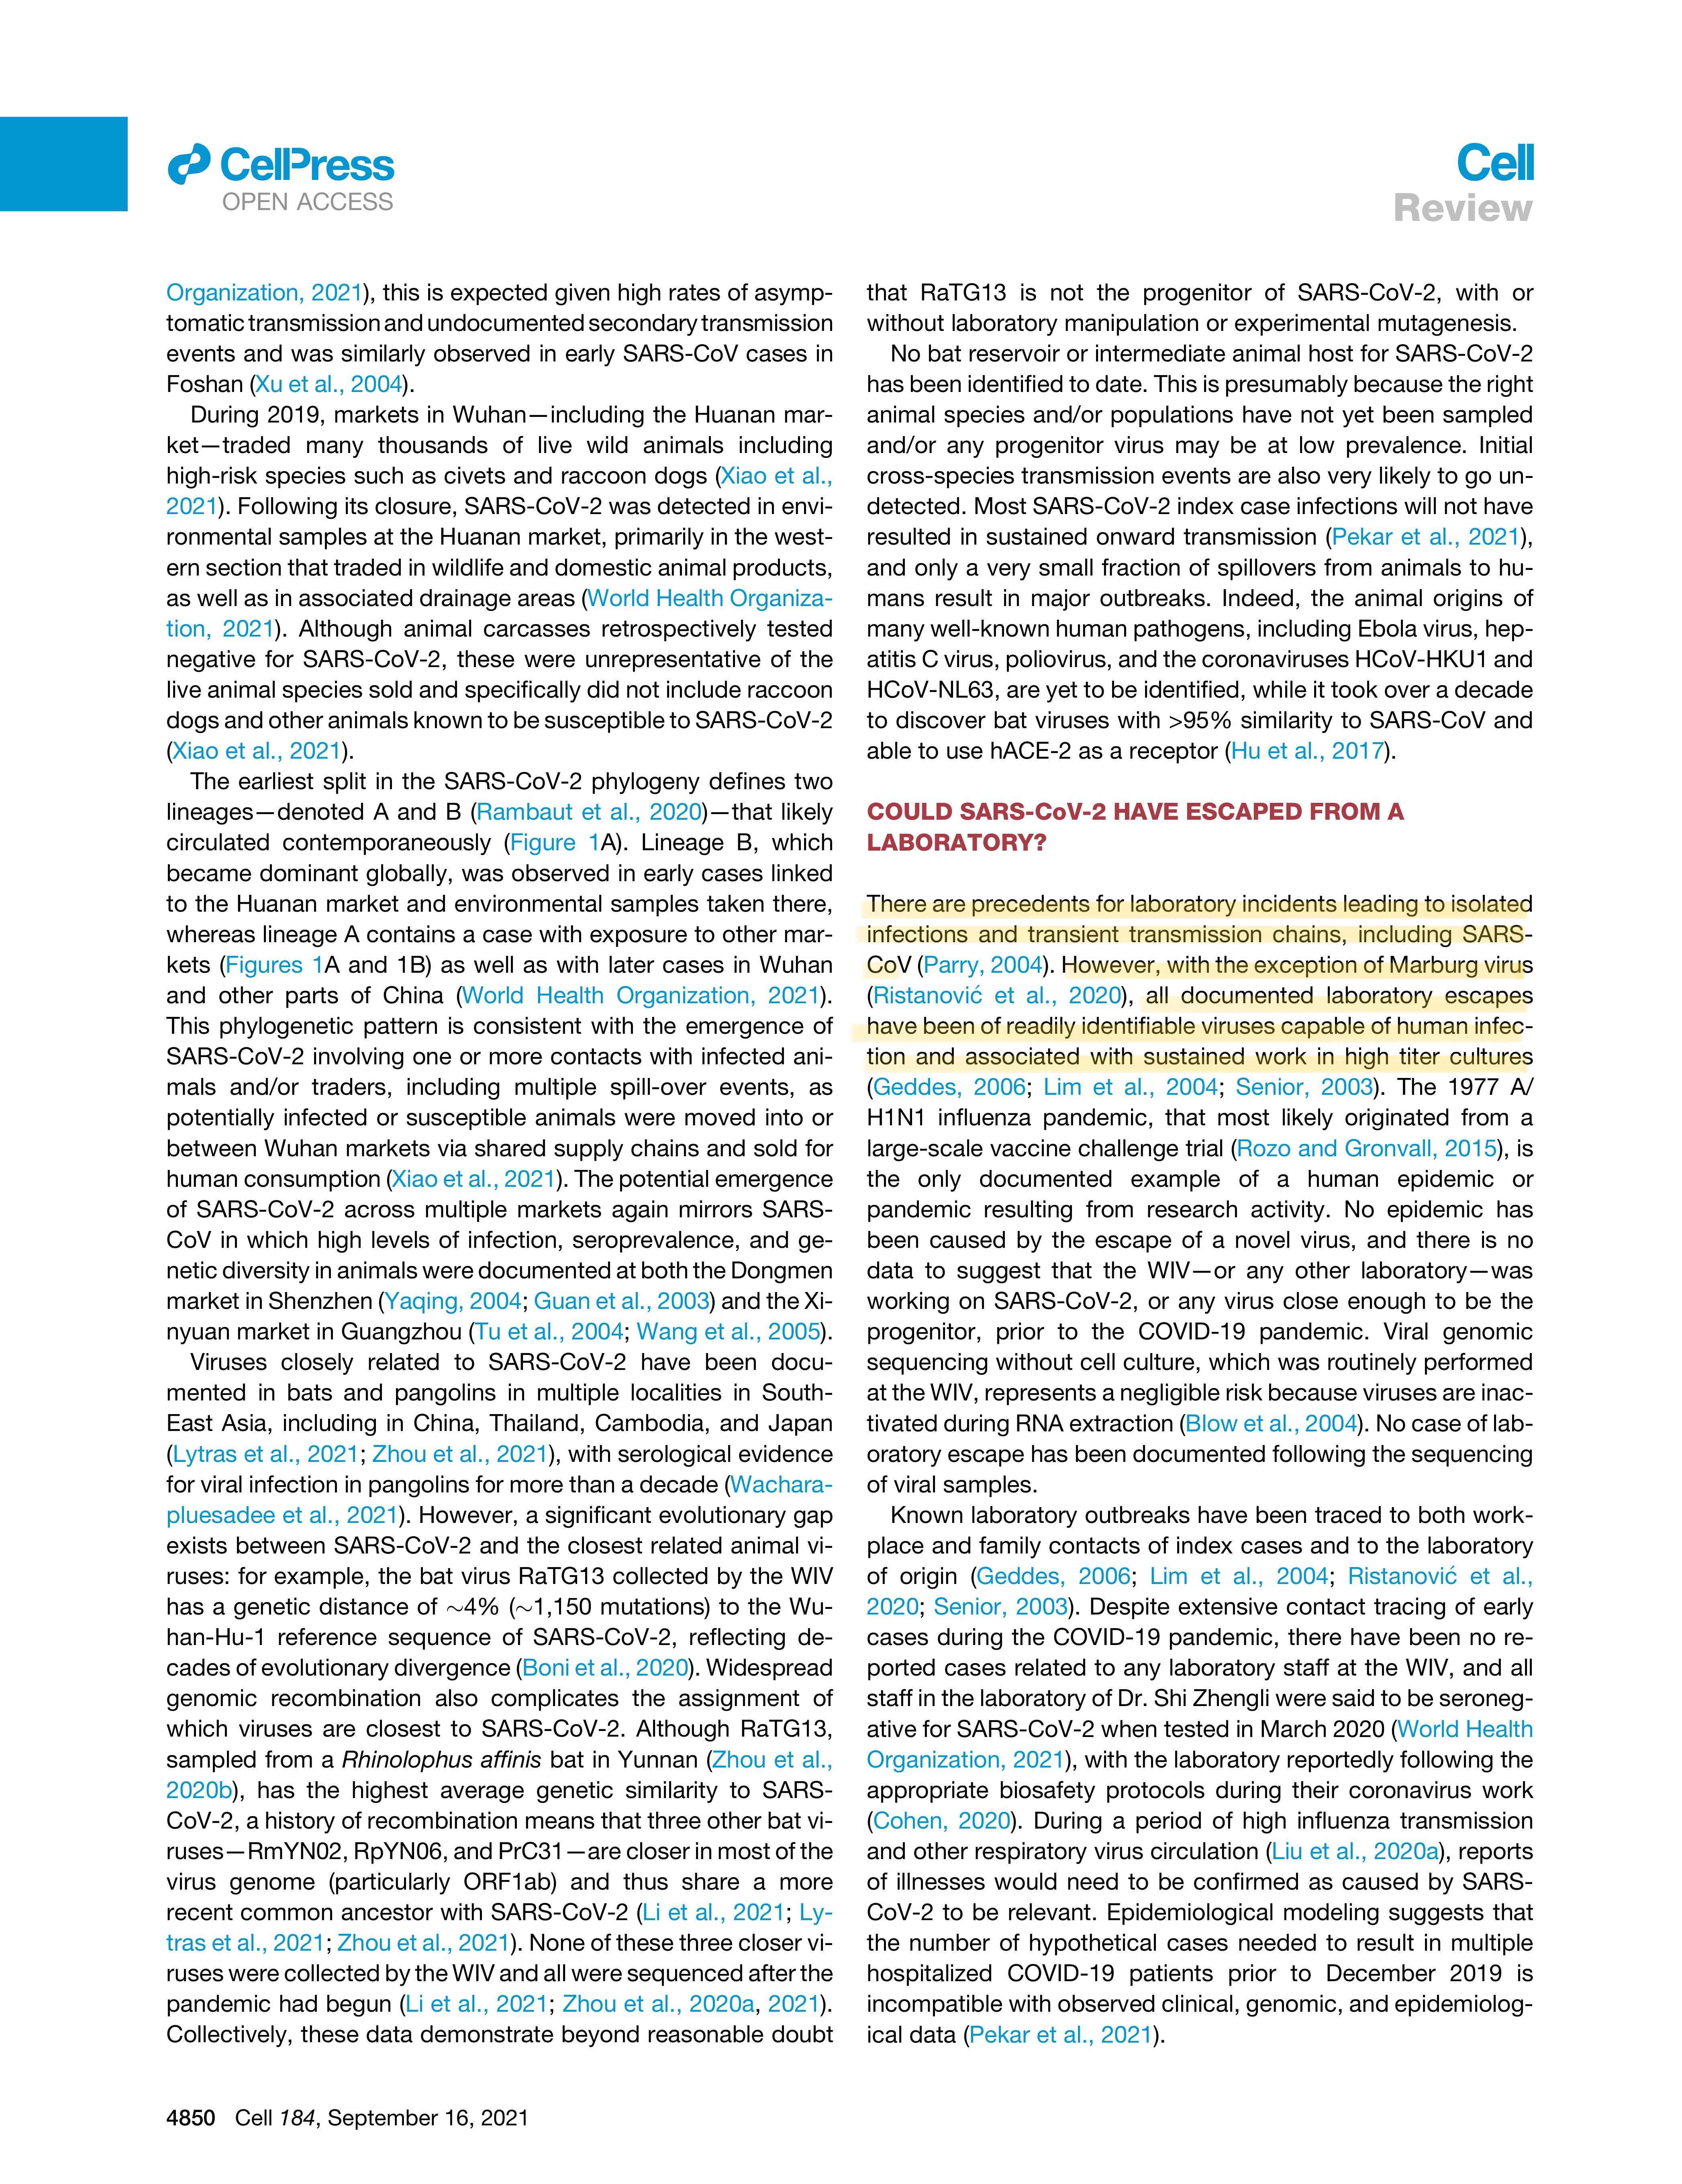 CellPress
OPEN ACCESS
Cell
Review
Organization, 2021), this is expected given high rates of asymp-
tomatic transmission and undocumented secondary transmission
events and was similarly observed in early SARS-CoV cases in
Foshan (Xu et al., 2004).
During 2019, markets in Wuhan—including the Huanan mar-
ket—traded many thousands of live wild animals including
high-risk species such as civets and raccoon dogs (Xiao et al.,
2021). Following its closure, SARS-CoV-2 was detected in envi-
ronmental samples at the Huanan market, primarily in the west-
ern section that traded in wildlife and domestic animal products,
as well as in associated drainage areas (World Health Organiza-
tion, 2021). Although animal carcasses retrospectively tested
negative for SARS-CoV-2, these were unrepresentative of the
live animal species sold and specifically did not include raccoon
dogs and other animals known to be susceptible to SARS-CoV-2
(Xiao et al., 2021).
The earliest split in the SARS-CoV-2 phylogeny defines two
lineages—denoted A and B (Rambaut et al., 2020)—that likely
circulated contemporaneously (Figure 1A). Lineage B, which
became dominant globally, was observed in early cases linked
to the Huanan market and environmental samples taken there,
whereas lineage A contains a case with exposure to other mar-
kets (Figures 1A and 1B) as well as with later cases in Wuhan
and other parts of China (World Health Organization, 2021).
This phylogenetic pattern is consistent with the emergence of
SARS-CoV-2 involving one or more contacts with infected ani-
mals and/or traders, including multiple spill-over events, as
potentially infected or susceptible animals were moved into or
between Wuhan markets via shared supply chains and sold for
human consumption (Xiao et al., 2021). The potential emergence
of SARS-CoV-2 across multiple markets again mirrors SARS-
CoV in which high levels of infection, seroprevalence, and ge-
netic diversity in animals were documented at both the Dongmen
market in Shenzhen (Yaqing, 2004; Guan et al., 2003) and the Xi-
nyuan market in Guangzhou (Tu et al., 2004; Wang et al., 2005).
Viruses closely related to SARS-CoV-2 have been docu-
mented in bats and pangolins in multiple localities in South-
East Asia, including in China, Thailand, Cambodia, and Japan
(Lytras et al., 2021; Zhou et al., 2021), with serological evidence
for viral infection in pangolins for more than a decade (Wachara-
pluesadee et al., 2021). However, a significant evolutionary gap
exists between SARS-CoV-2 and the closest related animal vi-
ruses: for example, the bat virus RaTG13 collected by the WIV
has a genetic distance of ~4% (~1,150 mutations) to the Wu-
han-Hu-1 reference sequence of SARS-CoV-2, reflecting de-
cades of evolutionary divergence (Boni et al., 2020). Widespread
genomic recombination also complicates the assignment of
which viruses are closest to SARS-CoV-2. Although RaTG13,
sampled from a Rhinolophus affinis bat in Yunnan (Zhou et al.,
2020b), has the highest average genetic similarity to SARS-
CoV-2, a history of recombination means that three other bat vi-
ruses—RmYN02, RpYN06, and PrC31—are closer in most of the
virus genome (particularly ORF1ab) and thus share a more
recent common ancestor with SARS-CoV-2 (Li et al., 2021; Ly-
tras et al., 2021; Zhou et al., 2021). None of these three closer vi-
ruses were collected by the WIV and all were sequenced after the
pandemic had begun (Li et al., 2021; Zhou et al., 2020a, 2021).
Collectively, these data demonstrate beyond reasonable doubt
that RaTG13 is not the progenitor of SARS-CoV-2, with or
without laboratory manipulation or experimental mutagenesis.
No bat reservoir or intermediate animal host for SARS-CoV-2
has been identified to date. This is presumably because the right
animal species and/or populations have not yet been sampled
and/or any progenitor virus may be at low prevalence. Initial
cross-species transmission events are also very likely to go un-
detected. Most SARS-CoV-2 index case infections will not have
resulted in sustained onward transmission (Pekar et al., 2021),
and only a very small fraction of spillovers from animals to hu-
mans result in major outbreaks. Indeed, the animal origins of
many well-known human pathogens, including Ebola virus, hep-
atitis C virus, poliovirus, and the coronaviruses HCoV-HKU1 and
HCoV-NL63, are yet to be identified, while it took over a decade
to discover bat viruses with >95% similarity to SARS-CoV and
able to use hACE-2 as a receptor (Hu et al., 2017).
COULD SARS-CoV-2 HAVE ESCAPED FROM A
LABORATORY?
There are precedents for laboratory incidents leading to isolated
infections and transient transmission chains, including SARS-
CoV (Parry, 2004). However, with the exception of Marburg virus
(Ristanović et al., 2020), all documented laboratory escapes
have been of readily identifiable viruses capable of human infec-
tion and associated with sustained work in high titer cultures
(Geddes, 2006; Lim et al., 2004; Senior, 2003). The 1977 A/
H1N1 influenza pandemic, that most likely originated from a
large-scale vaccine challenge trial (Rozo and Gronvall, 2015), is
the only documented example of a human epidemic or
pandemic resulting from research activity. No epidemic has
been caused by the escape of a novel virus, and there is no
data to suggest that the WIV—or any other laboratory—was
working on SARS-CoV-2, or any virus close enough to be the
progenitor, prior to the COVID-19 pandemic. Viral genomic
sequencing without cell culture, which was routinely performed
at the WIV, represents a negligible risk because viruses are inac-
tivated during RNA extraction (Blow et al., 2004). No case of lab-
oratory escape has been documented following the sequencing
of viral samples.
Known laboratory outbreaks have been traced to both work-
place and family contacts of index cases and to the laboratory
of origin (Geddes, 2006; Lim et al., 2004; Ristanović et al.,
2020; Senior, 2003). Despite extensive contact tracing of early
cases during the COVID-19 pandemic, there have been no re-
ported cases related to any laboratory staff at the WIV, and all
staff in the laboratory of Dr. Shi Zhengli were said to be seroneg-
ative for SARS-CoV-2 when tested in March 2020 (World Health
Organization, 2021), with the laboratory reportedly following the
appropriate biosafety protocols during their coronavirus work
(Cohen, 2020). During a period of high influenza transmission
and other respiratory virus circulation (Liu et al., 2020a), reports
of illnesses would need to be confirmed as caused by SARS-
CoV-2 to be relevant. Epidemiological modeling suggests that
the number of hypothetical cases needed to result in multiple
hospitalized COVID-19 patients prior to December 2019 is
incompatible with observed clinical, genomic, and epidemiolog-
ical data (Pekar et al., 2021).
4850 Cell 184, September 16, 2021